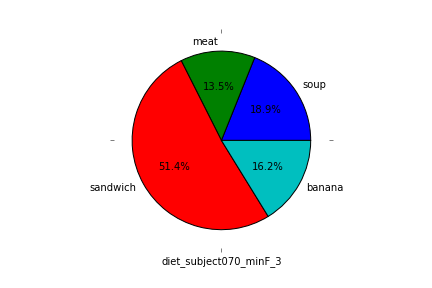 meat
soup
13.5%
18.9%
51.4%
16.2%
sandwich
banana
diet_subject070_minF_3